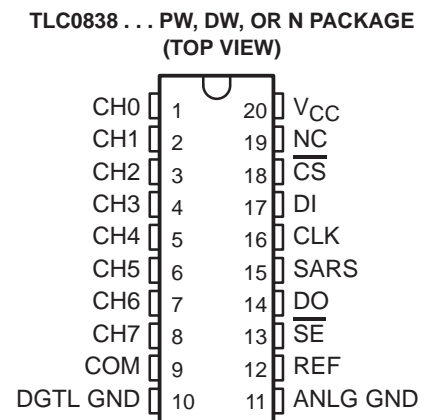 TLC0838 . . . PW, DW, OR N PACKAGE
(TOP VIEW)
CH0 1 20 VCC
CH1 2 19 NC
CH2 3 18 CS
CH3 4 17 DI
CH4 5 16 CLK
CH5 6 15 SARS
CH6 7 14 DO
CH7 8 13 SE
COM 9 12 REF
DGTL GND 10 11 ANLG GND